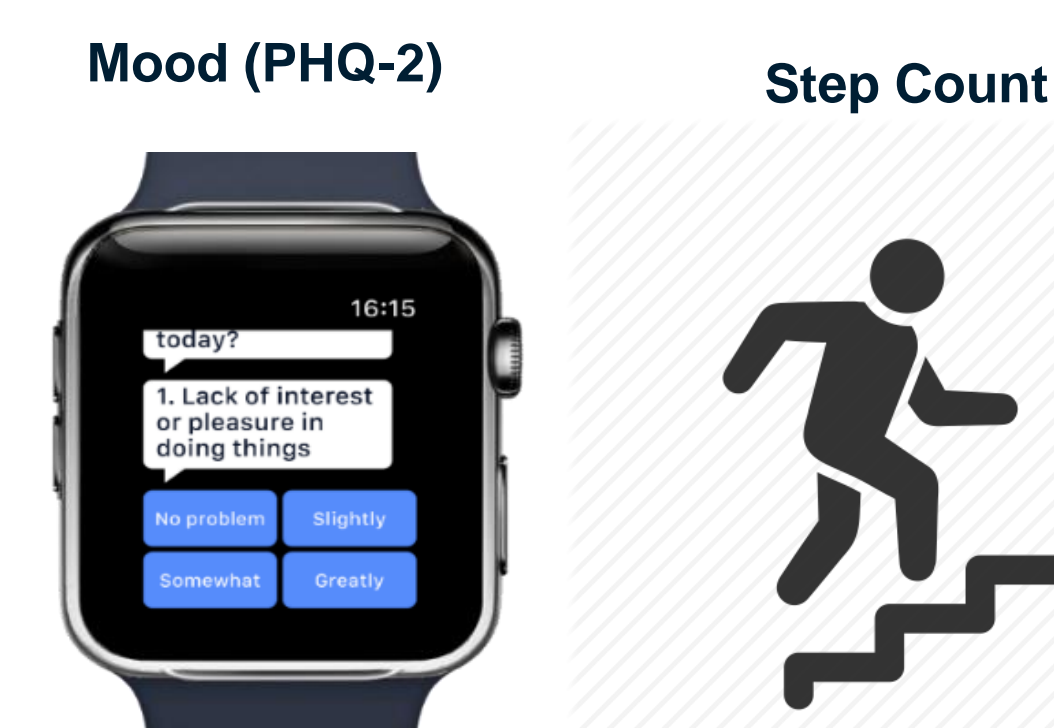 Mood (PHQ-2)
Step Count
16:15
today?
1. Lack of interest
or pleasure in
doing things
No problem
Slightly
Somewhat
Greatly